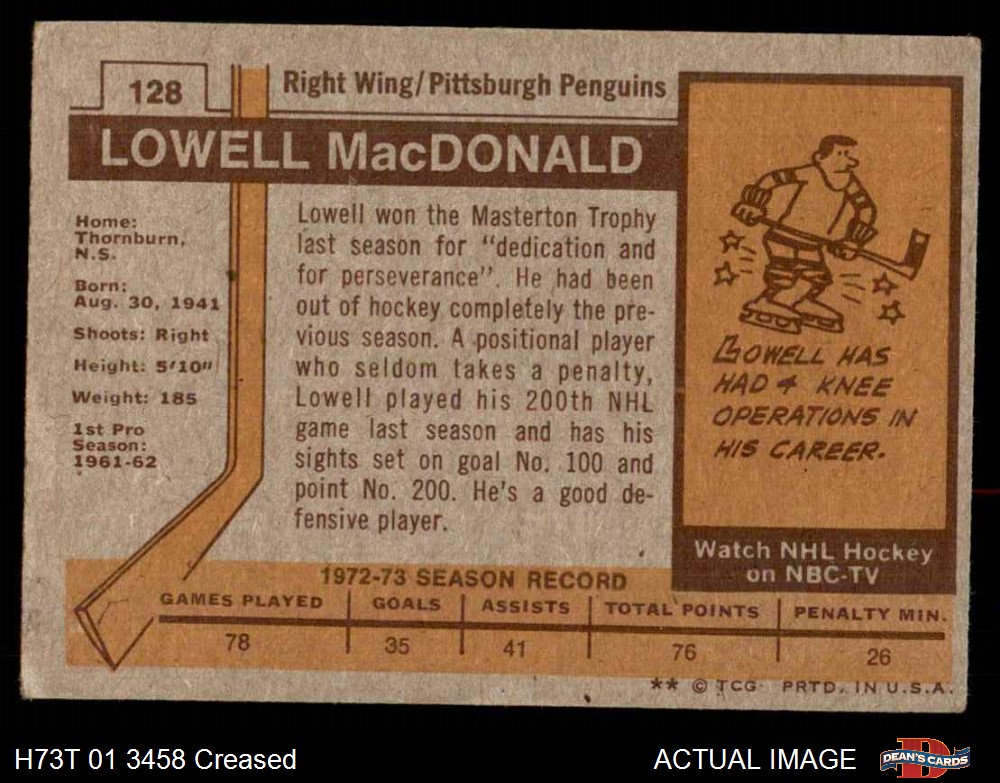 128
Right Wing/Pittsburgh Penguins
LOWELL MacDONALD
Home:
Thornburn,
N.S.
Born:
Aug. 30, 1941
Shoots: Right
Height: 5'10"
Weight: 185
1st Pro
Season:
1961-62
Lowell won the Masterton Trophy
last season for "dedication and
for perseverance". He had been
out of hockey completely the pre-
vious season. A positional player
who seldom takes a penalty,
Lowell played his 200th NHL
game last season and has his
sights set on goal No. 100 and
point No. 200. He's a good de-
fensive player.
LOWELL HAS
HAD 4 KNEE
OPERATIONS IN
HIS CAREER.
Watch NHL Hockey
on NBC-TV
1972-73 SEASON RECORD
GAMES PLAYED GOALS ASSISTS TOTAL POINTS PENALTY MIN.
78 35 41 76 26
** © TCG PRTD. IN U.S.A.
H73T 01 3458 Creased ACTUAL IMAGE
D
DEAN'S CARDS